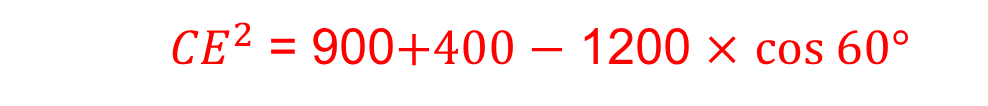 CE² = 900+400 − 1200 × cos 60°